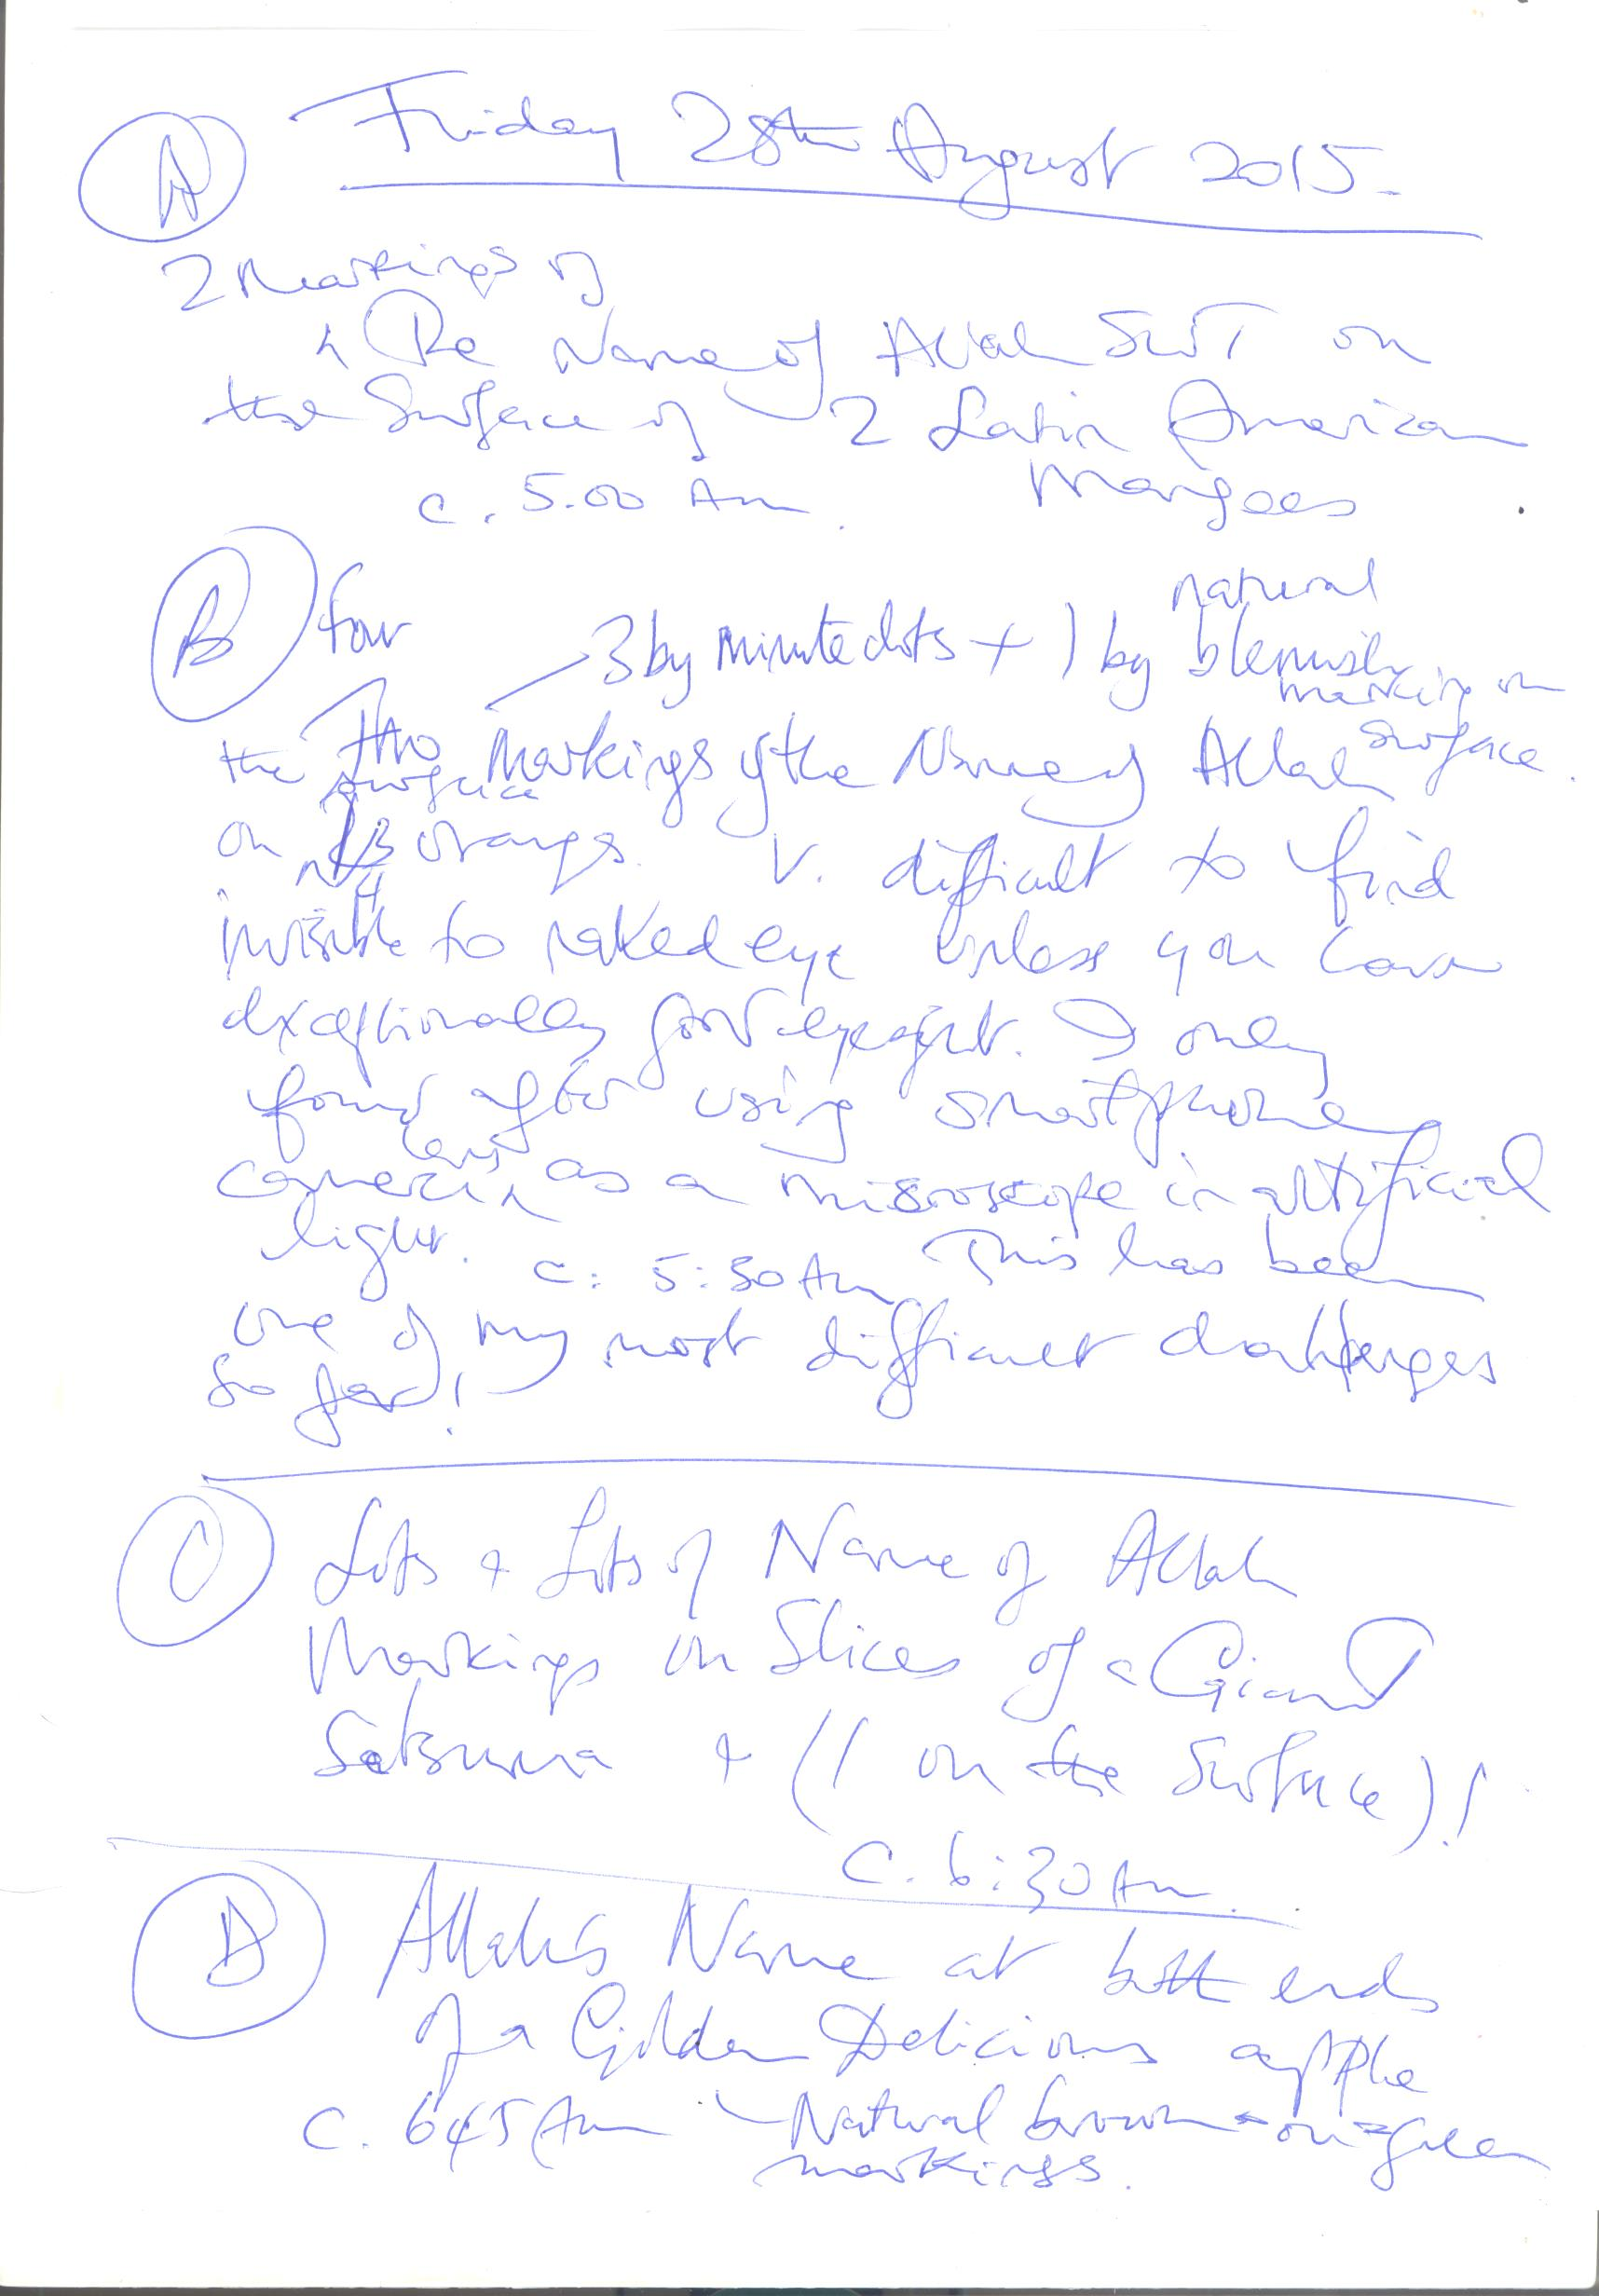 A
Friday 28th August 2015.
2 Markings of
The Name of Allah SWT on
the Surface of 2 Latin American
c. 5.00 Am. Mangoes
B
four
natural
3 by minute dots + 1 by blemish
marking on
the Two Markings of the Name of Allah surface.
surface
on 4 oranges. V. difficult to find
invisible to naked eye unless you have
exceptionally good eyesight. I only
found after using smartphone
lens
camera as a microscope in artificial
light. c: 5:30 Am This has been
one of my most difficult challenges
so far!
C
Lots + Lots of Name of Allah
Markings on Slices of a Giant
Satsuma + (1 on the Surface)!
c. 6:30 Am.
D
Allah's Name at both ends
of a Golden Delicious apple
c. 645 Am - Natural brown-on-green
markings.